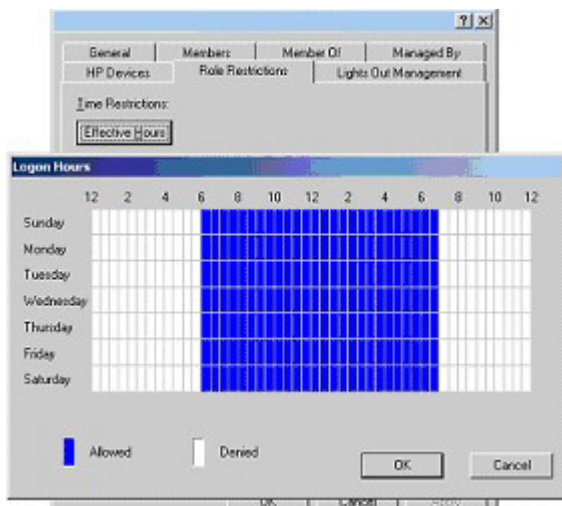 General Members Member Of Managed By
HP Devices Role Restrictions Lights Out Management
Time Restrictions:
Effective Hours
Logon Hours
12 2 4 6 8 10 12 2 4 6 8 10 12
Sunday
Monday
Tuesday
Wednesday
Thursday
Friday
Saturday
Allowed Denied
OK Cancel
OK Cancel Apply